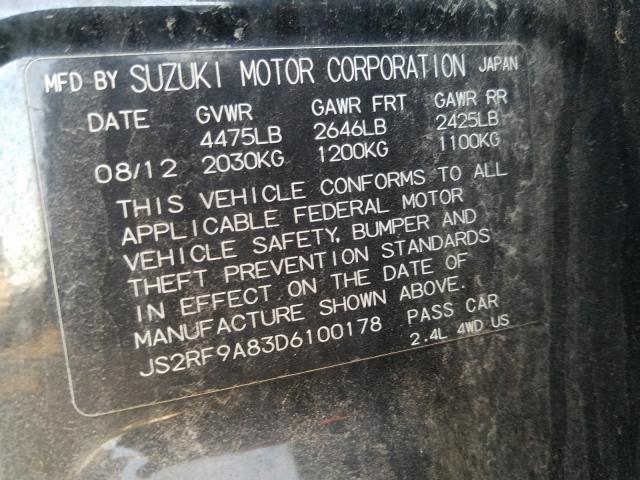 MFD BY SUZUKI MOTOR CORPORATION JAPAN
DATE GVWR GAWR FRT GAWR RR
4475LB 2646LB 2425LB
08/12 2030KG 1200KG 1100KG
THIS VEHICLE CONFORMS TO ALL
APPLICABLE FEDERAL MOTOR
VEHICLE SAFETY, BUMPER AND
THEFT PREVENTION STANDARDS
IN EFFECT ON THE DATE OF
MANUFACTURE SHOWN ABOVE.
JS2RF9A83D6100178 PASS CAR
2.4L 4WD US